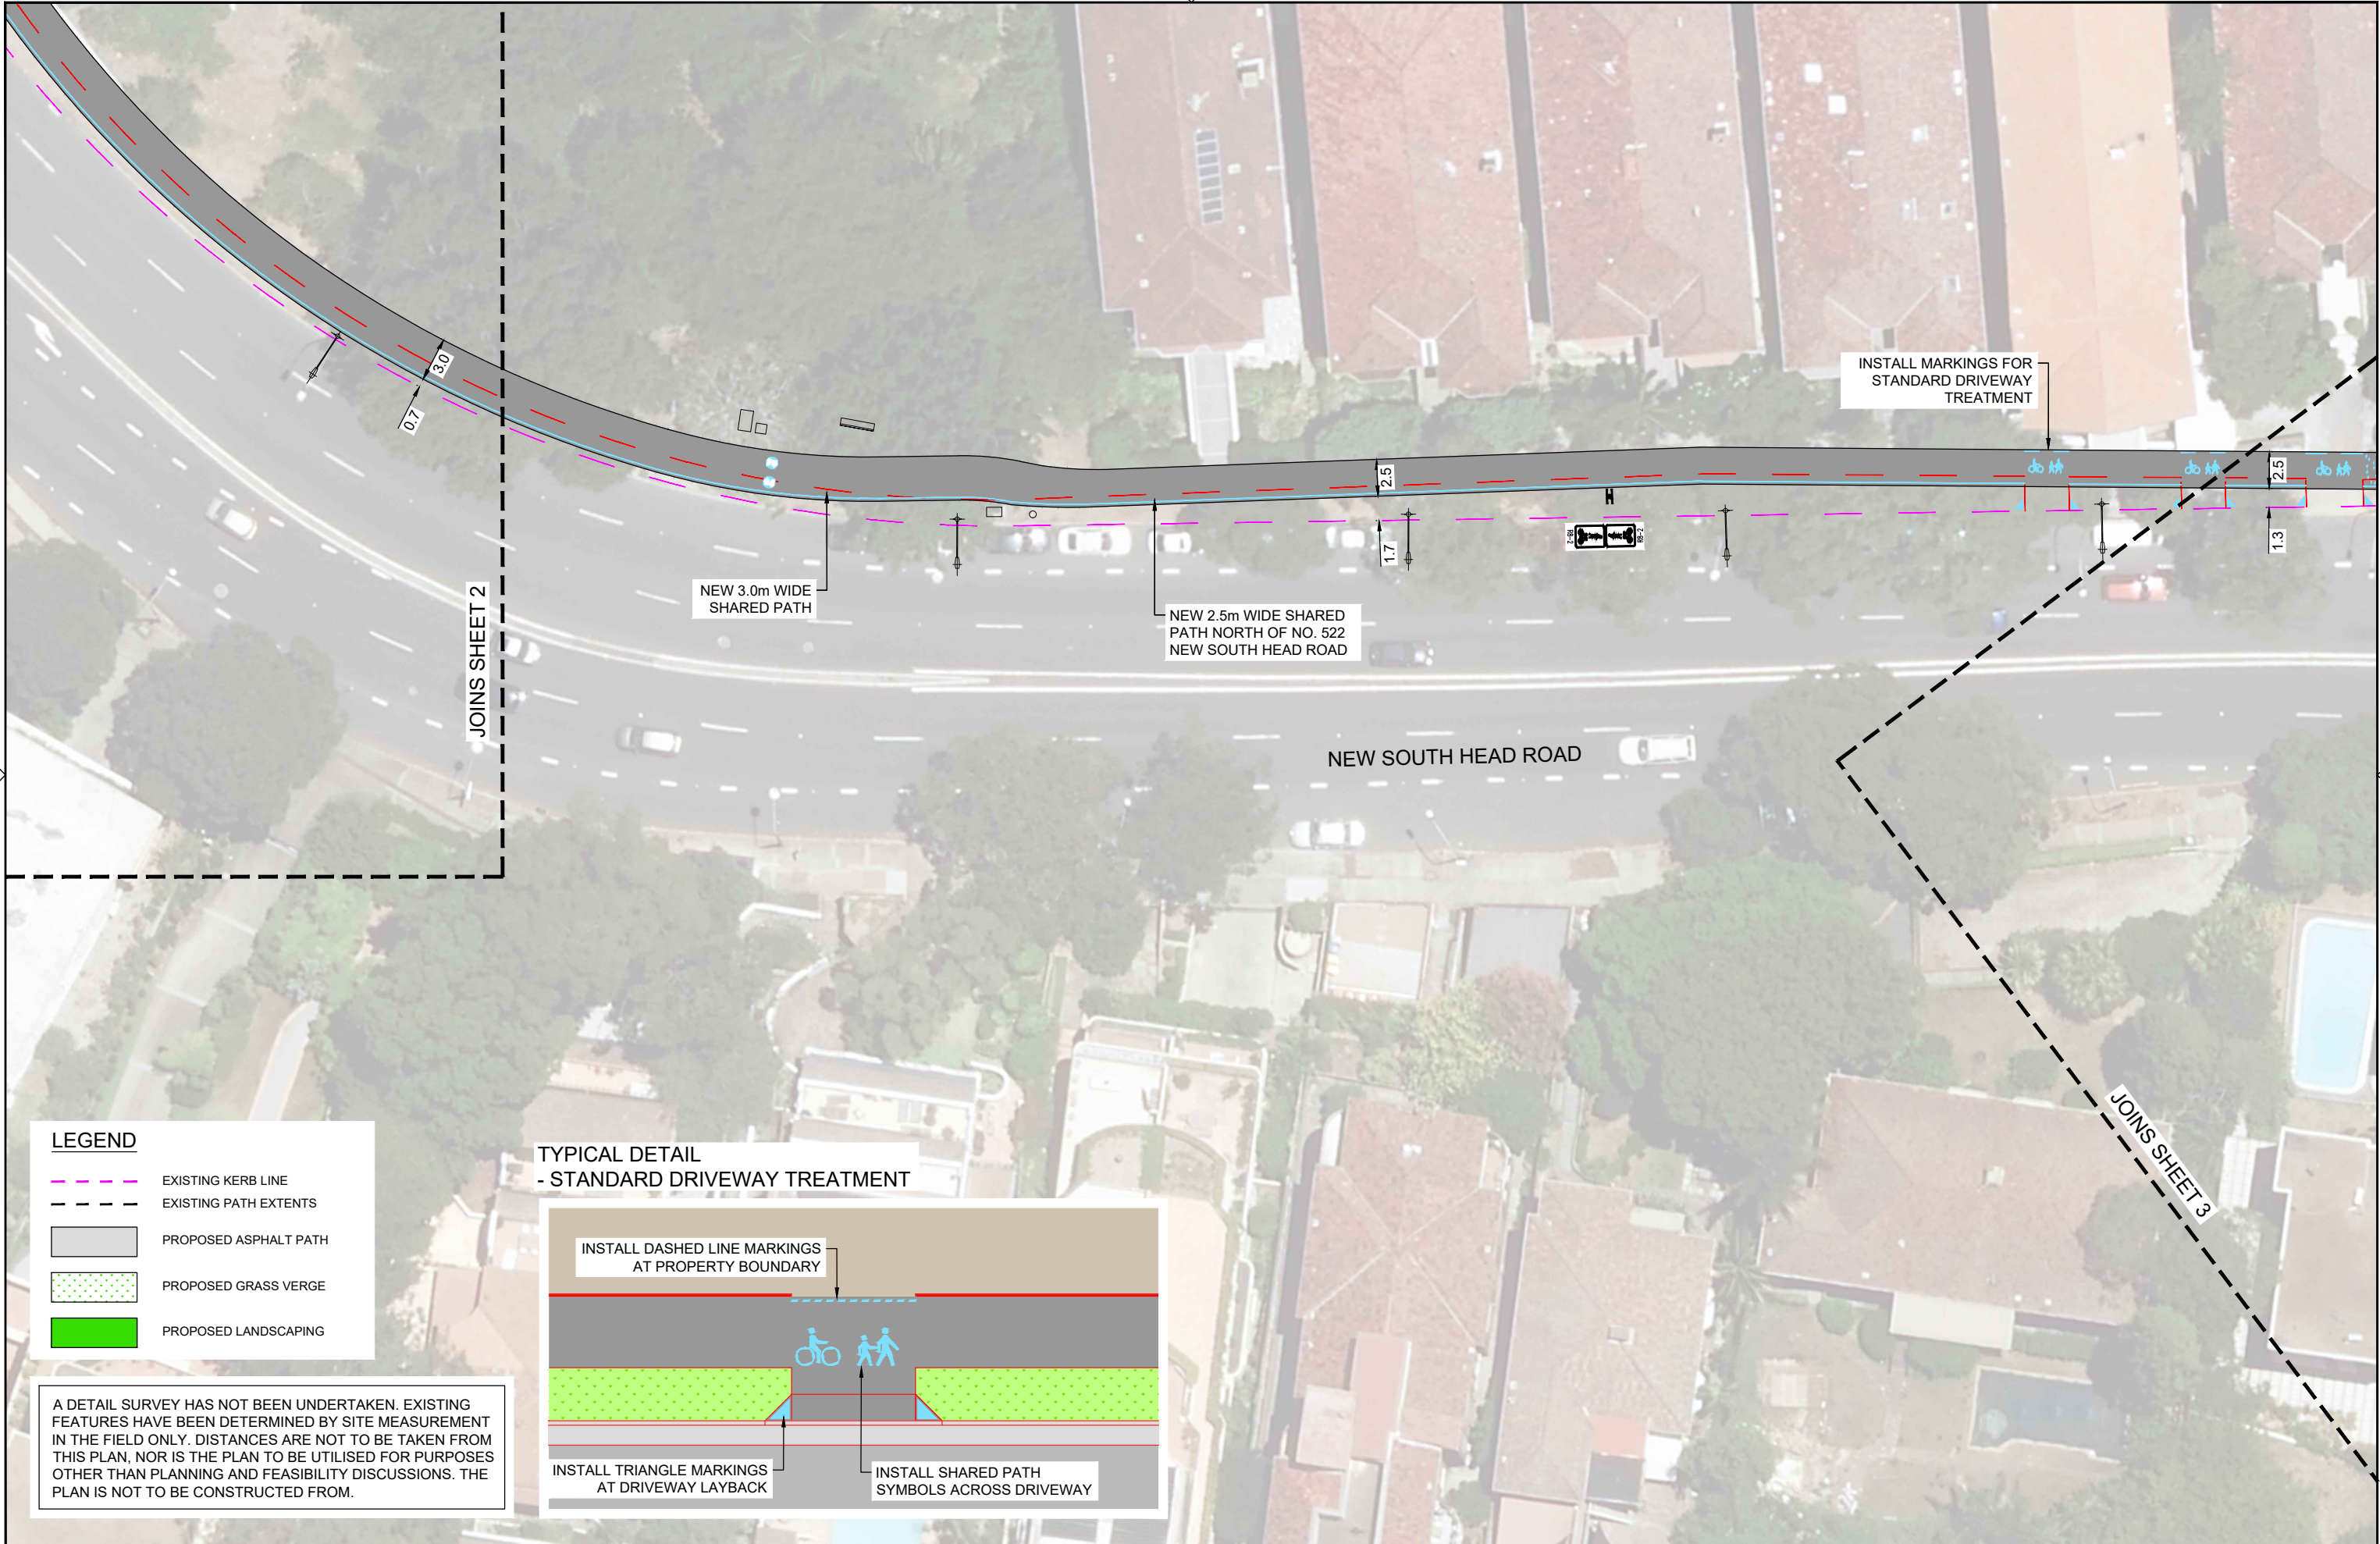 INSTALL MARKINGS FOR
STANDARD DRIVEWAY
TREATMENT
3.0
0.7
2.5
1.7
2.5
1.3
R8-2
R8-2
NEW 3.0m WIDE
SHARED PATH
NEW 2.5m WIDE SHARED
PATH NORTH OF NO. 522
NEW SOUTH HEAD ROAD
JOINS SHEET 2
NEW SOUTH HEAD ROAD
JOINS SHEET 3
LEGEND
EXISTING KERB LINE
EXISTING PATH EXTENTS
PROPOSED ASPHALT PATH
PROPOSED GRASS VERGE
PROPOSED LANDSCAPING
A DETAIL SURVEY HAS NOT BEEN UNDERTAKEN. EXISTING
FEATURES HAVE BEEN DETERMINED BY SITE MEASUREMENT
IN THE FIELD ONLY. DISTANCES ARE NOT TO BE TAKEN FROM
THIS PLAN, NOR IS THE PLAN TO BE UTILISED FOR PURPOSES
OTHER THAN PLANNING AND FEASIBILITY DISCUSSIONS. THE
PLAN IS NOT TO BE CONSTRUCTED FROM.
TYPICAL DETAIL
- STANDARD DRIVEWAY TREATMENT
INSTALL DASHED LINE MARKINGS
AT PROPERTY BOUNDARY
INSTALL TRIANGLE MARKINGS
AT DRIVEWAY LAYBACK
INSTALL SHARED PATH
SYMBOLS ACROSS DRIVEWAY